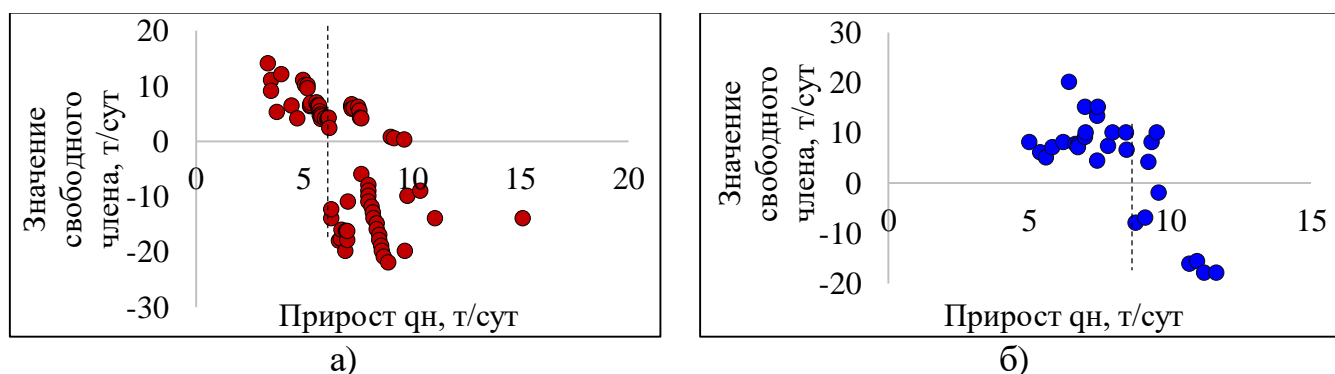 Значение
свободного
члена, т/сут
20
10
0
-10
-20
-30
0
5
10
15
20
Прирост qн, т/сут
а)
Значение
свободного
члена, т/сут
30
20
10
0
-10
-20
0
5
10
15
Прирост qн, т/сут
б)